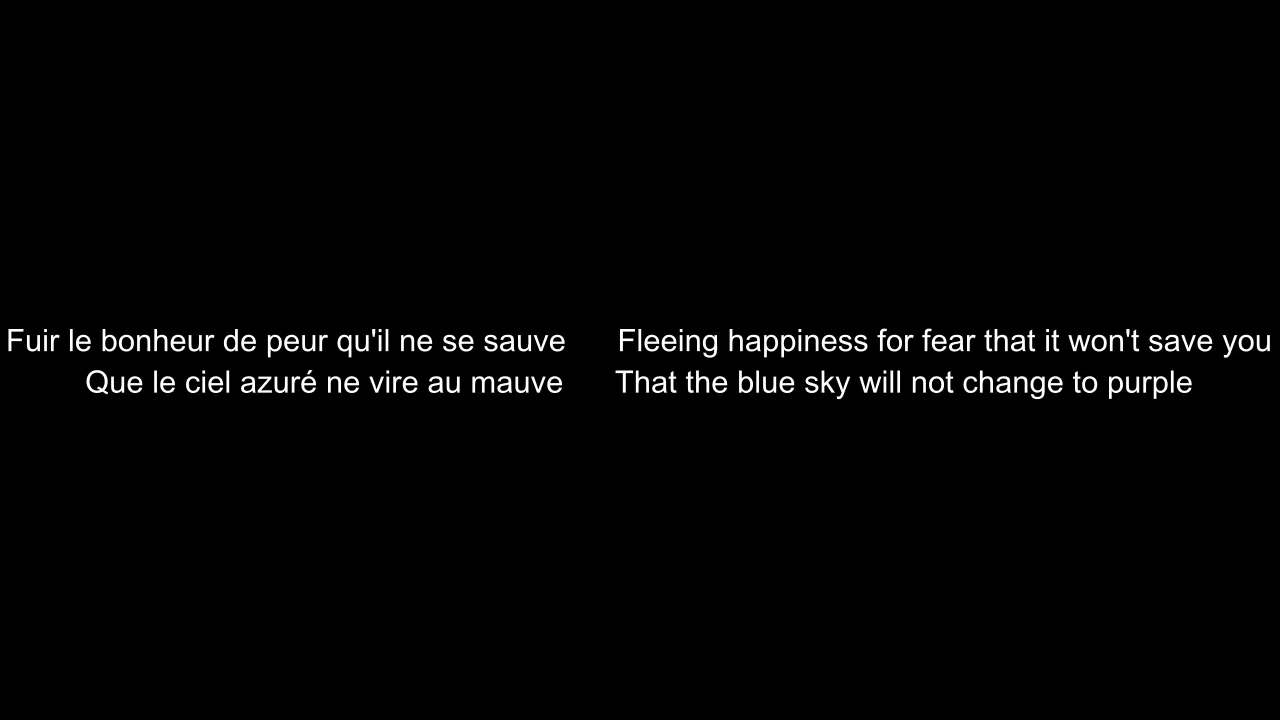 Fuir le bonheur de peur qu'il ne se sauve
Que le ciel azuré ne vire au mauve
Fleeing happiness for fear that it won't save you
That the blue sky will not change to purple